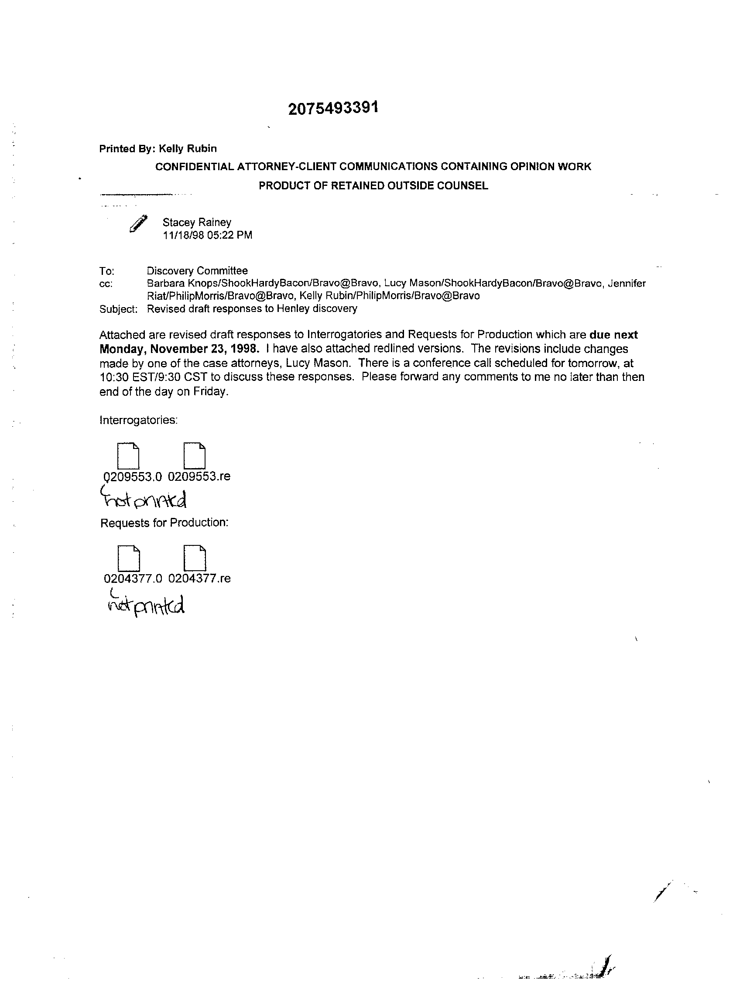 2075493391
Printed By: Kelly Rubin
CONFIDENTIAL ATTORNEY-CLIENT COMMUNICATIONS CONTAINING OPINION WORK
PRODUCT OF RETAINED OUTSIDE COUNSEL
Stacey Rainey
11/18/98 05:22 PM
To: Discovery Committee
cc: Barbara Knops/ShookHardyBacon/Bravo@Bravo, Lucy Mason/ShookHardyBacon/Bravo@Bravo, Jennifer
Riat/PhilipMorris/Bravo@Bravo, Kelly Rubin/PhilipMorris/Bravo@Bravo
Subject: Revised draft responses to Henley discovery
Attached are revised draft responses to Interrogatories and Requests for Production which are due next
Monday, November 23, 1998. I have also attached redlined versions. The revisions include changes
made by one of the case attorneys, Lucy Mason. There is a conference call scheduled for tomorrow, at
10:30 EST/9:30 CST to discuss these responses. Please forward any comments to me no later than then
end of the day on Friday.
Interrogatories:
0209553.0 0209553.re
not printed
Requests for Production:
0204377.0 0204377.re
not printed